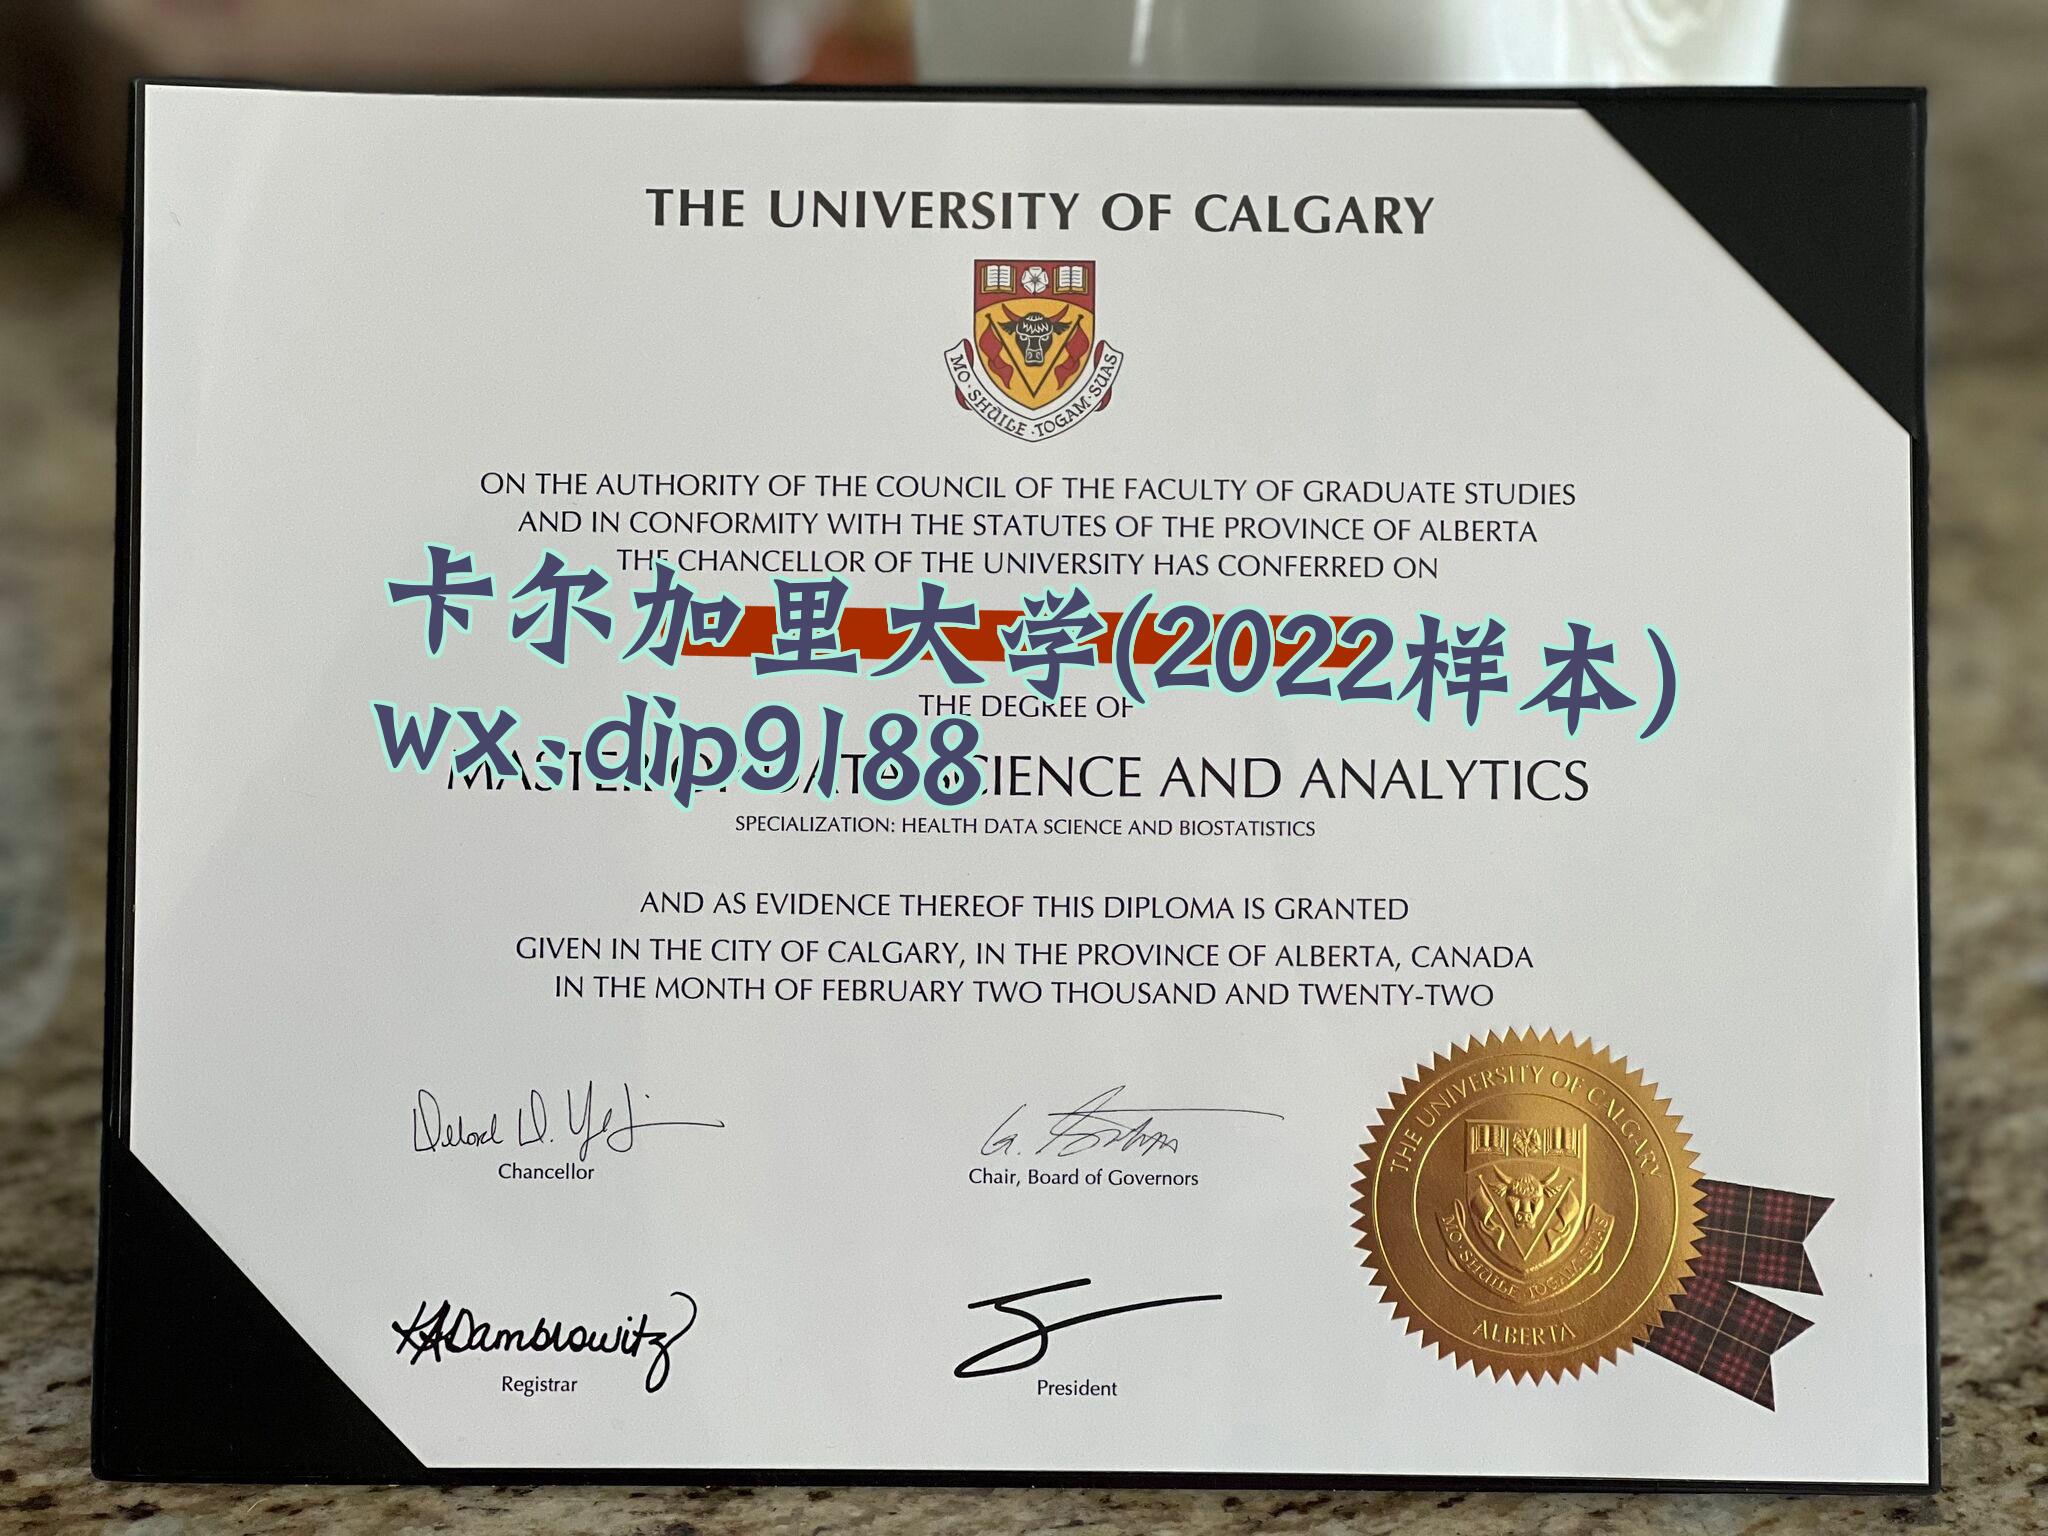 THE UNIVERSITY OF CALGARY
MO·SHÙILE·TOGAM·SUAS
ON THE AUTHORITY OF THE COUNCIL OF THE FACULTY OF GRADUATE STUDIES
AND IN CONFORMITY WITH THE STATUTES OF THE PROVINCE OF ALBERTA
THE CHANCELLOR OF THE UNIVERSITY HAS CONFERRED ON
卡尔加里大学(2022样本)
THE DEGREE OF
wx:dip9188
MASTER OF DATA SCIENCE AND ANALYTICS
SPECIALIZATION: HEALTH DATA SCIENCE AND BIOSTATISTICS
AND AS EVIDENCE THEREOF THIS DIPLOMA IS GRANTED
GIVEN IN THE CITY OF CALGARY, IN THE PROVINCE OF ALBERTA, CANADA
IN THE MONTH OF FEBRUARY TWO THOUSAND AND TWENTY-TWO
Chancellor
Chair, Board of Governors
THE UNIVERSITY OF CALGARY
MO·SHÙILE·TOGAM·SUAS
ALBERTA
KADambrowitz
Registrar
President